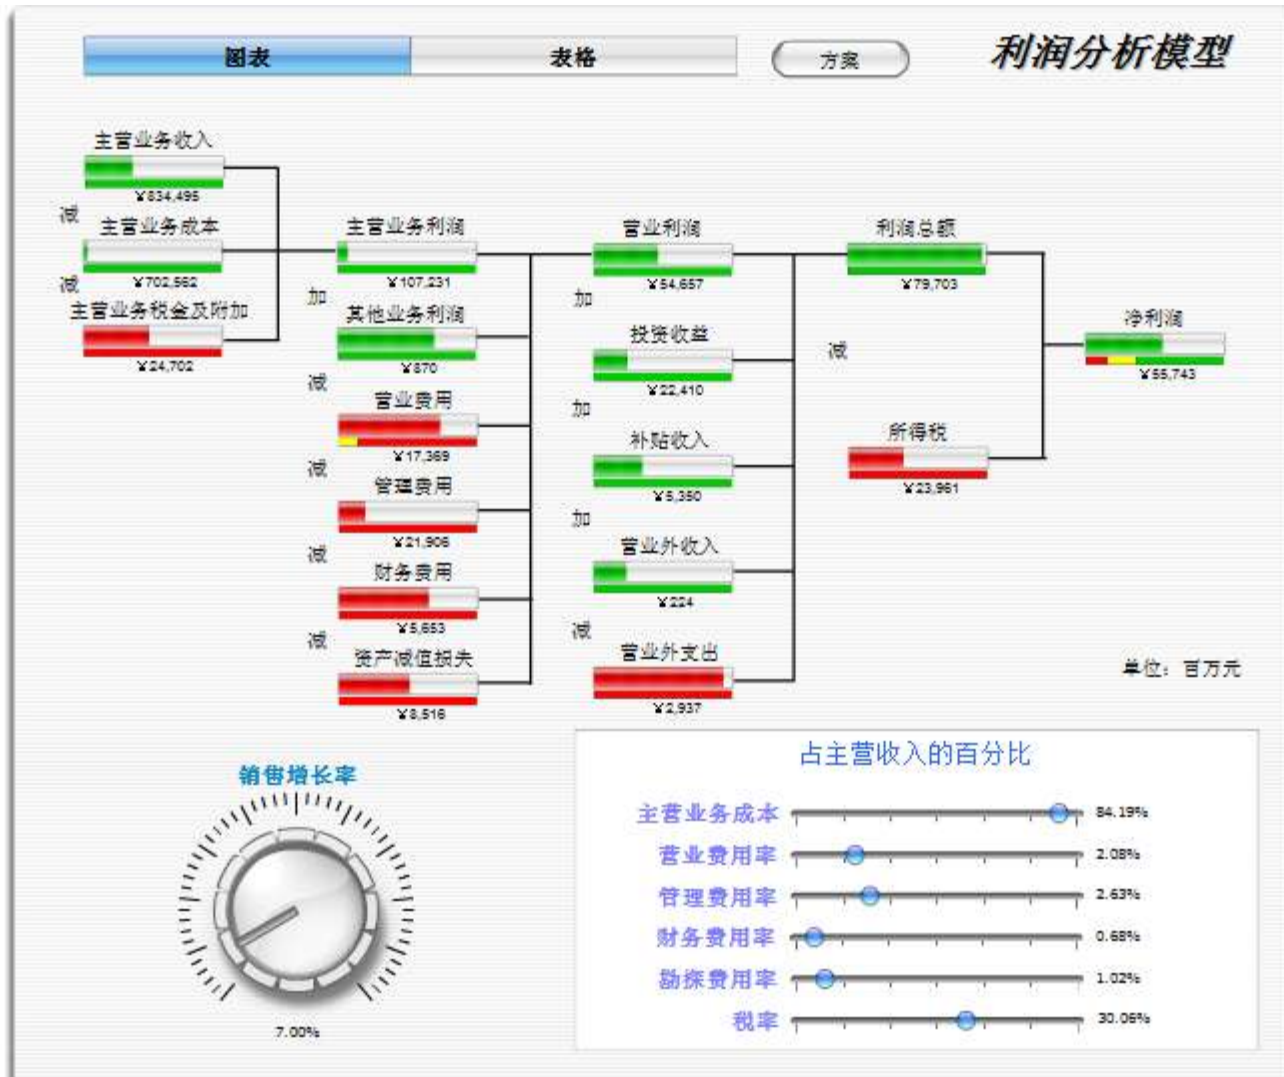 图表
表格
方案
利润分析模型
主营业务收入
¥834,495
减
主营业务成本
¥702,562
减
主营业务税金及附加
¥24,702
主营业务利润
¥107,231
加
其他业务利润
¥870
减
营业费用
¥17,369
减
管理费用
¥21,906
减
财务费用
¥5,653
减
资产减值损失
¥8,516
营业利润
¥54,657
加
投资收益
¥22,410
加
补贴收入
¥5,350
加
营业外收入
¥224
减
营业外支出
¥2,937
利润总额
¥79,703
减
所得税
¥23,961
净利润
¥55,743
单位：百万元
销售增长率
7.00%
占主营收入的百分比
主营业务成本 84.19%
营业费用率 2.08%
管理费用率 2.63%
财务费用率 0.68%
勘探费用率 1.02%
税率 30.06%